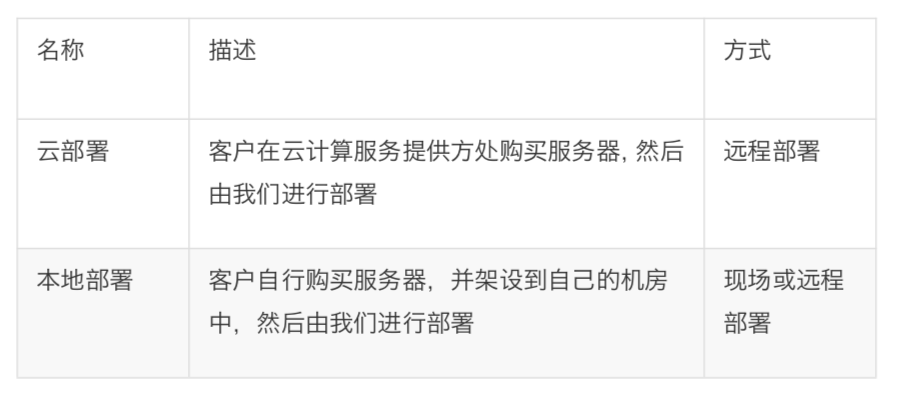 名称
描述
方式
云部署
客户在云计算服务提供方处购买服务器, 然后
由我们进行部署
远程部署
本地部署
客户自行购买服务器，并架设到自己的机房
中，然后由我们进行部署
现场或远程
部署